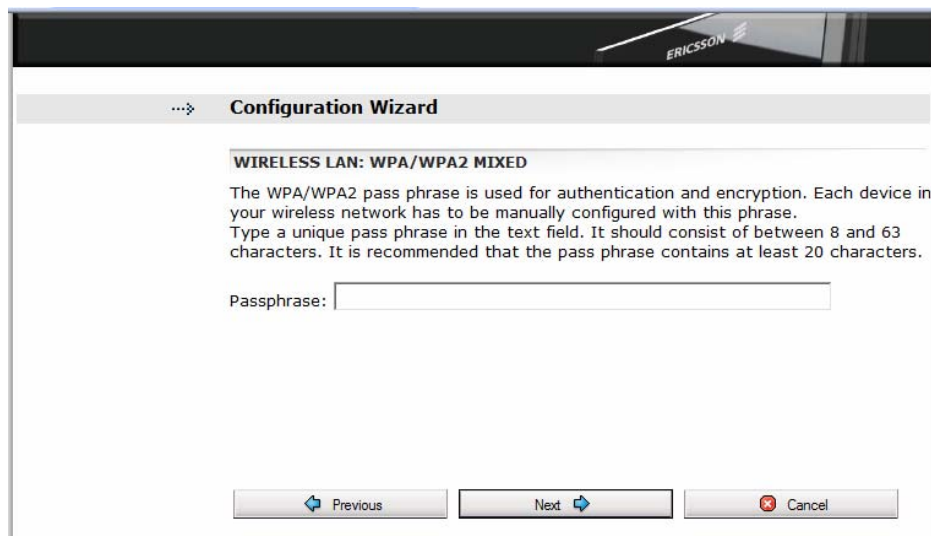 ERICSSON
Configuration Wizard
WIRELESS LAN: WPA/WPA2 MIXED
The WPA/WPA2 pass phrase is used for authentication and encryption. Each device in
your wireless network has to be manually configured with this phrase.
Type a unique pass phrase in the text field. It should consist of between 8 and 63
characters. It is recommended that the pass phrase contains at least 20 characters.
Passphrase:
Previous
Next
Cancel